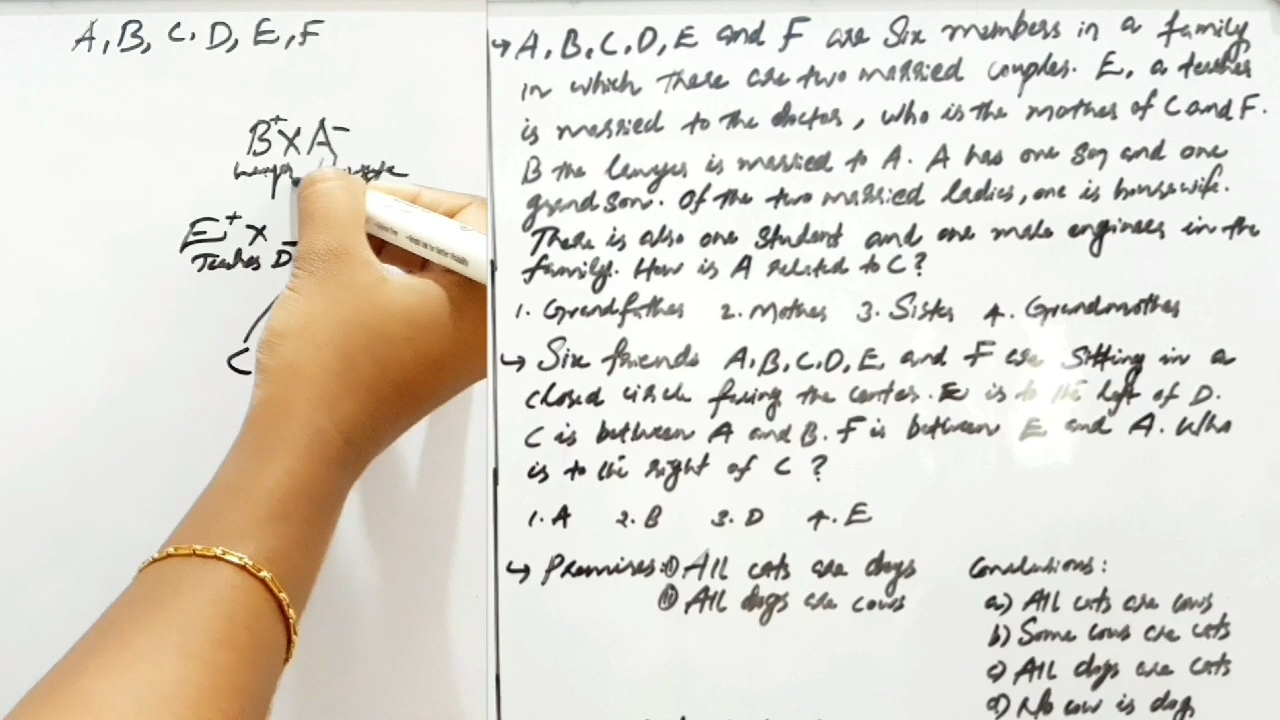 A, B, C, D, E, F
B+ x A-
E+ x
Teacher D
C
→ A, B, C, D, E and F are Six members in a family
in which There are two married couples. E, a teacher
is married to the doctor, who is the mother of C and F.
B the lawyer is married to A. A has one son and one
grand son. Of the two married ladies, one is housewife.
There is also one Student and one male engineer in the
family. How is A related to C?
1. Grandfather 2. Mother 3. Sister 4. Grandmother
→ Six friends A, B, C, D, E, and F are Sitting in a
closed circle facing the center. E is to the left of D.
C is between A and B. F is between E and A. Who
is to the right of C?
1. A 2. B 3. D 4. E
→ Premises: (i) All cats are dogs
(ii) All dogs are cows
Conclusions:
a) All cats are cows
b) Some cows are cats
c) All dogs are cats
d) No cow is dog